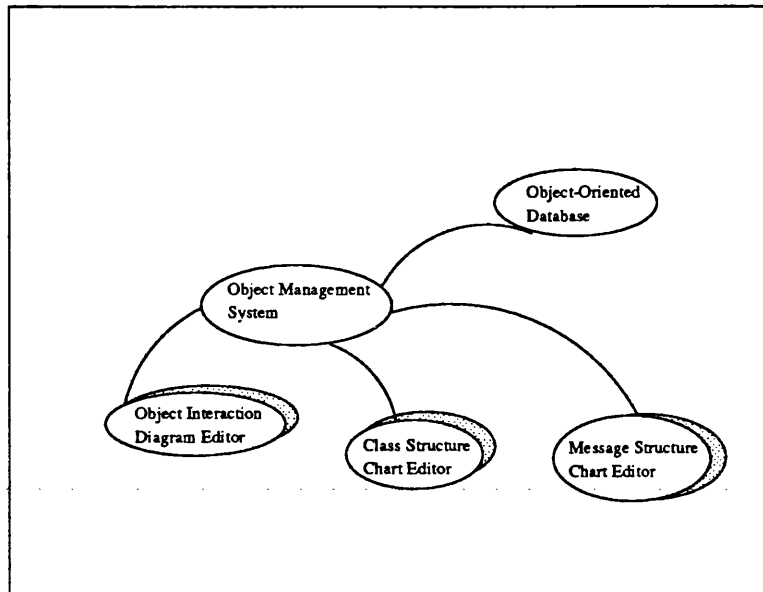 Object-Oriented
Database
Object Management
System
Object Interaction
Diagram Editor
Class Structure
Chart Editor
Message Structure
Chart Editor